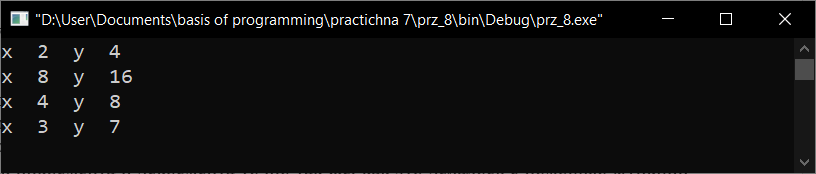 "D:\User\Documents\basis of programming\practichna 7\prz_8\bin\Debug\prz_8.exe"
x 2 y 4
x 8 y 16
x 4 y 8
x 3 y 7